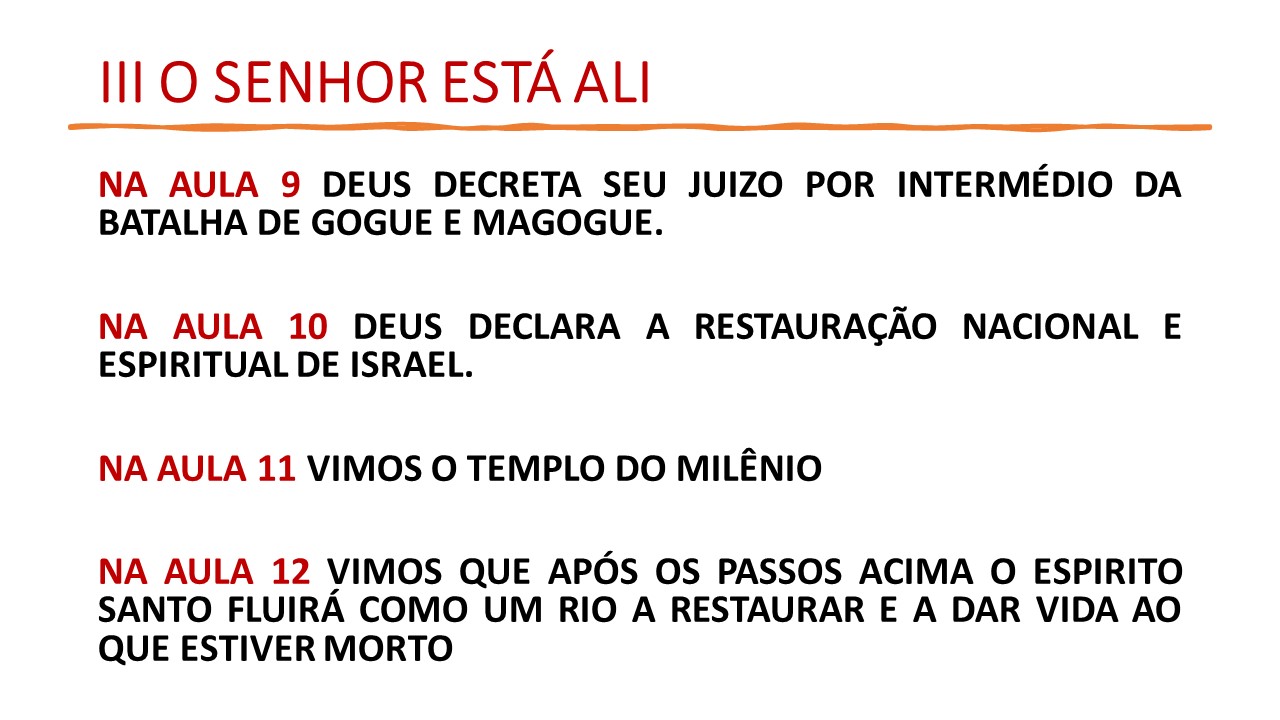 III O SENHOR ESTÁ ALI
NA AULA 9 DEUS DECRETA SEU JUIZO POR INTERMÉDIO DA
BATALHA DE GOGUE E MAGOGUE.
NA AULA 10 DEUS DECLARA A RESTAURAÇÃO NACIONAL E
ESPIRITUAL DE ISRAEL.
NA AULA 11 VIMOS O TEMPLO DO MILÊNIO
NA AULA 12 VIMOS QUE APÓS OS PASSOS ACIMA O ESPIRITO
SANTO FLUIRÁ COMO UM RIO A RESTAURAR E A DAR VIDA AO
QUE ESTIVER MORTO